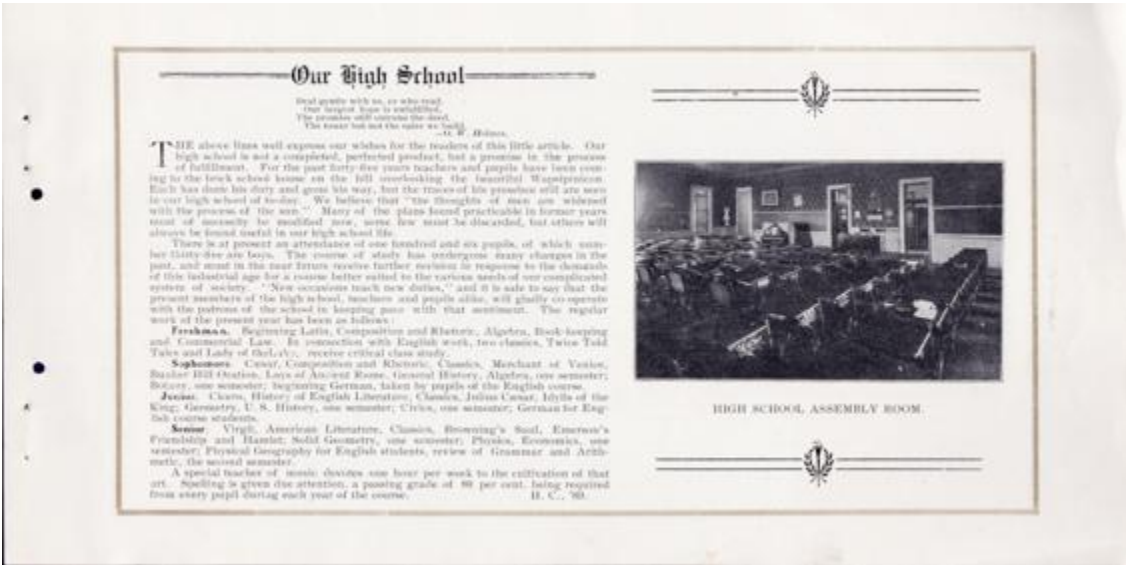 Our High School
Deal gently with us, ye who read
Our largest hope is unfulfilled,
The promise still outruns the deed,
The tower but not the spire we build.
—O. W. Holmes.
THE above lines well express our wishes for the readers of this little article. Our
high school is not a completed, perfected product, but a promise in the process
of fulfillment. For the past forty-five years teachers and pupils have been com-
ing to the brick school house on the hill overlooking the beautiful Wapsipinicon.
Each has done his duty and gone his way, but the traces of his presence still are seen
in our high school of to-day. We believe that "the thoughts of men are widened
with the process of the sun." Many of the plans found practicable in former years
must of necessity be modified now, some few must be discarded, but others will
always be found useful in our high school life.
There is at present an attendance of one hundred and six pupils, of which num-
ber thirty-five are boys. The course of study has undergone many changes in the
past, and must in the near future receive further revision in response to the demands
of this industrial age for a course better suited to the various needs of our complicated
system of society. "New occasions teach new duties," and it is safe to say that the
present members of the high school, teachers and pupils alike, will gladly co-operate
with the patrons of the school in keeping pace with that sentiment. The regular
work of the present year has been as follows:
Freshman. Beginning Latin, Composition and Rhetoric, Algebra, Book-keeping
and Commercial Law. In connection with English work, two classics, Twice Told
Tales and Lady of the Lake, receive critical class study.
Sophomore. Cæsar, Composition and Rhetoric, Classics, Merchant of Venice,
Bunker Hill Oration, Lays of Ancient Rome, General History, Algebra, one semester;
Botany, one semester; beginning German, taken by pupils of the English course.
Junior. Cicero, History of English Literature, Classics, Julius Cæsar, Idylls of the
King; Geometry, U. S. History, one semester; Civics, one semester; German for Eng-
lish course students.
Senior. Virgil, American Literature, Classics, Browning's Saul, Emerson's
Friendship and Hamlet; Solid Geometry, one semester; Physics, Economics, one
semester; Physical Geography for English students, review of Grammar and Arith-
metic, the second semester.
A special teacher of music devotes one hour per week to the cultivation of that
art. Spelling is given due attention, a passing grade of 90 per cent. being required
from every pupil during each year of the course. H. C., '89.
HIGH SCHOOL ASSEMBLY ROOM.